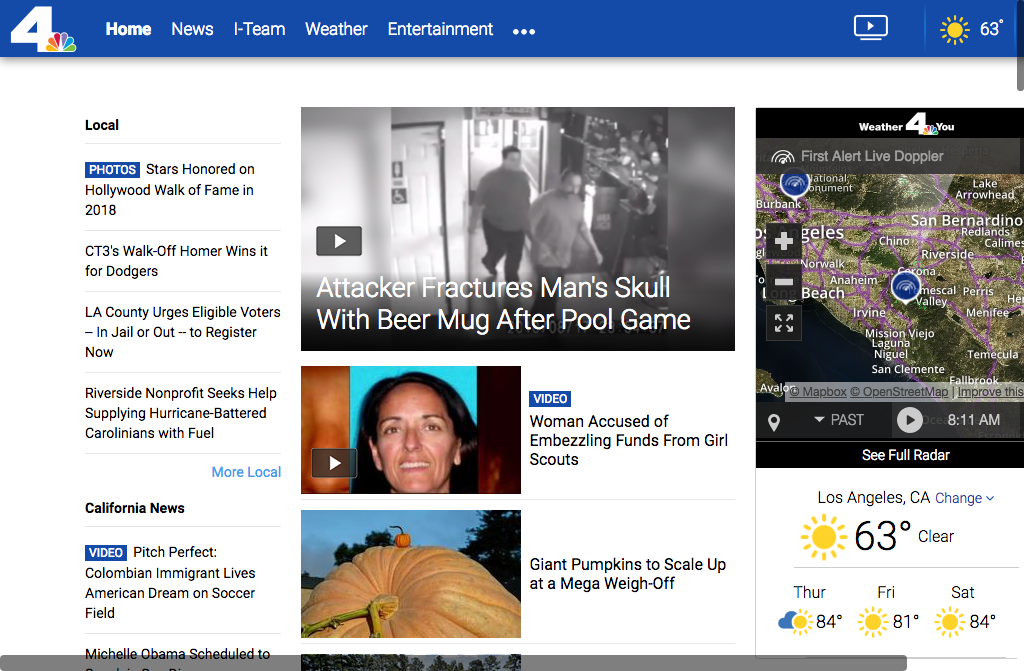 4 Home News I-Team Weather Entertainment ••• 63°
Local
PHOTOS Stars Honored on
Hollywood Walk of Fame in
2018
CT3's Walk-Off Homer Wins it
for Dodgers
LA County Urges Eligible Voters
– In Jail or Out -- to Register
Now
Riverside Nonprofit Seeks Help
Supplying Hurricane-Battered
Carolinians with Fuel
More Local
California News
VIDEO Pitch Perfect:
Colombian Immigrant Lives
American Dream on Soccer
Field
Michelle Obama Scheduled to
Attacker Fractures Man's Skull
With Beer Mug After Pool Game
VIDEO
Woman Accused of
Embezzling Funds From Girl
Scouts
Giant Pumpkins to Scale Up
at a Mega Weigh-Off
Weather 4 You
First Alert Live Doppler
National
Lake
Arrowhead
Burbank
San Bernardino
Redlands
geles
Chino
Calimes
Riverside
Norwalk
Corona
Anaheim
Perris
Long Beach
Valley
Irvine
Menifee
Mission Viejo
Laguna
Niguel
Temecula
San Clemente
Fallbrook
Avalon
© Mapbox © OpenStreetMap | Improve this
PAST 8:11 AM
See Full Radar
Los Angeles, CA Change
63° Clear
Thur Fri Sat
84° 81° 84°